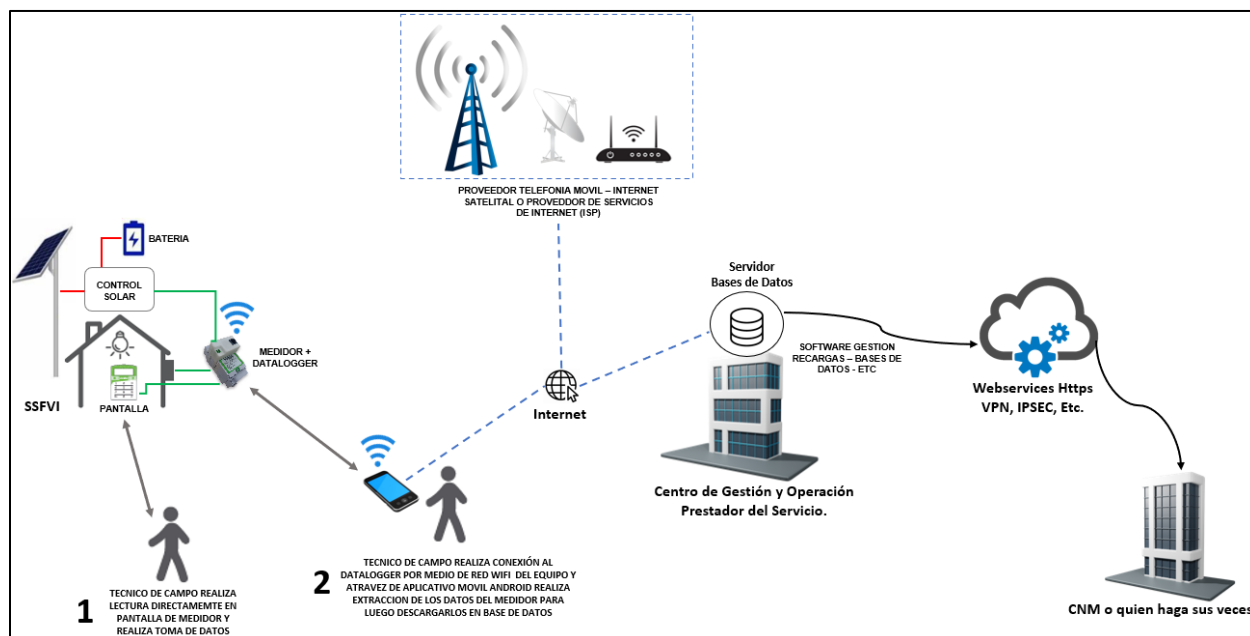 PROVEEDOR TELEFONIA MOVIL – INTERNET
SATELITAL O PROVEDDOR DE SERVICIOS
DE INTERNET (ISP)
BATERIA
CONTROL
SOLAR
MEDIDOR +
DATALOGGER
SSFVI
PANTALLA
Internet
Servidor
Bases de Datos
SOFTWARE GESTION
RECARGAS – BASES DE
DATOS - ETC
Webservices Https
VPN, IPSEC, Etc.
Centro de Gestión y Operación
Prestador del Servicio.
1
TECNICO DE CAMPO REALIZA
LECTURA DIRECTAMEMTE EN
PANTALLA DE MEDIDOR Y
REALIZA TOMA DE DATOS
2
TECNICO DE CAMPO REALIZA CONEXIÓN AL
DATALOGGER POR MEDIO DE RED WIFI DEL EQUIPO Y
ATRAVEZ DE APLICATIVO MOVIL ANDROID REALIZA
EXTRACCION DE LOS DATOS DEL MEDIDOR PARA
LUEGO DESCARGARLOS EN BASE DE DATOS
CNM o quien haga sus veces